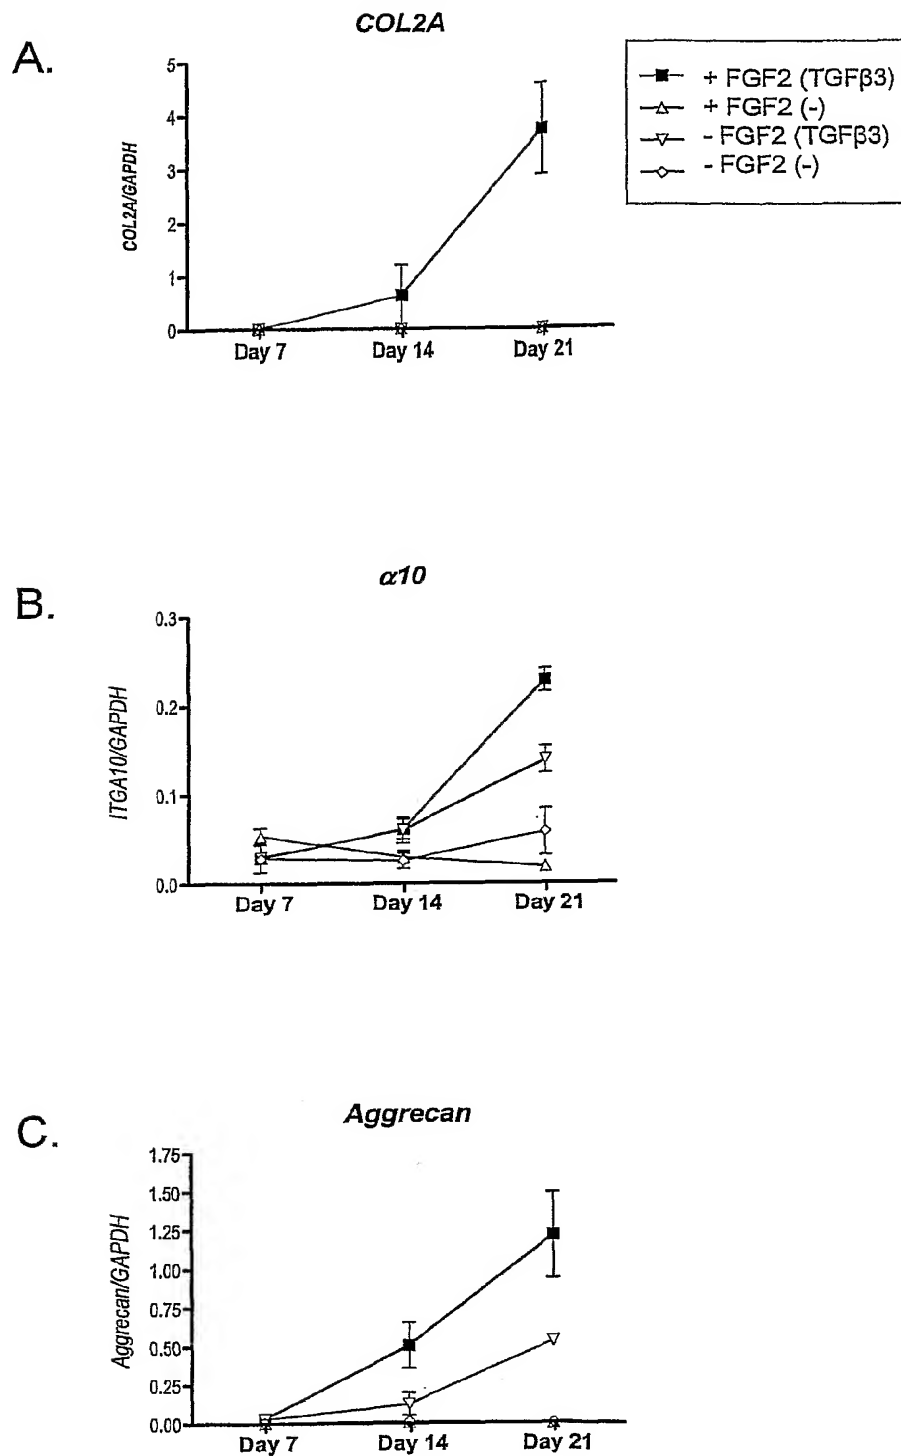 COL2A
A.
5
4
3
2
1
0
COL2A/GAPDH
Day 7 Day 14 Day 21
+ FGF2 (TGFβ3)
+ FGF2 (-)
- FGF2 (TGFβ3)
- FGF2 (-)
α10
B.
0.3
0.2
0.1
0.0
ITGA10/GAPDH
Day 7 Day 14 Day 21
Aggrecan
C.
1.75
1.50
1.25
1.00
0.75
0.50
0.25
0.00
Aggrecan/GAPDH
Day 7 Day 14 Day 21